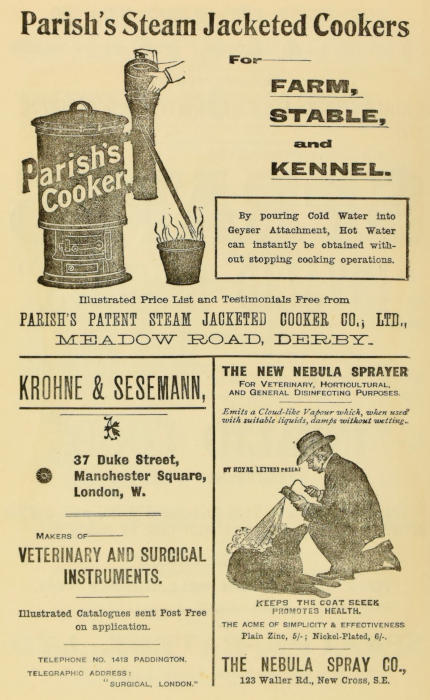 Parish's Steam Jacketed Cookers
For
FARM,
STABLE,
and
KENNEL.
Parish's
Cooker.
By pouring Cold Water into
Geyser Attachment, Hot Water
can instantly be obtained with-
out stopping cooking operations.
Illustrated Price List and Testimonials Free from
PARISH'S PATENT STEAM JACKETED COOKER CO., LTD.,
MEADOW ROAD, DERBY.
KROHNE & SESEMANN,
37 Duke Street,
Manchester Square,
London, W.
MAKERS OF
VETERINARY AND SURGICAL
INSTRUMENTS.
Illustrated Catalogues sent Post Free
on application.
TELEPHONE NO. 1413 PADDINGTON.
TELEGRAPHIC ADDRESS:
"SURGICAL, LONDON."
THE NEW NEBULA SPRAYER
FOR VETERINARY, HORTICULTURAL,
AND GENERAL DISINFECTING PURPOSES.
Emits a Cloud-like Vapour which, when used
with suitable liquids, damps without wetting.
BY ROYAL LETTERS PATENT
KEEPS THE COAT SLEEK
PROMOTES HEALTH.
THE ACME OF SIMPLICITY & EFFECTIVENESS
Plain Zinc, 5/-; Nickel-Plated, 6/-.
THE NEBULA SPRAY CO.,
123 Waller Rd., New Cross, S.E.